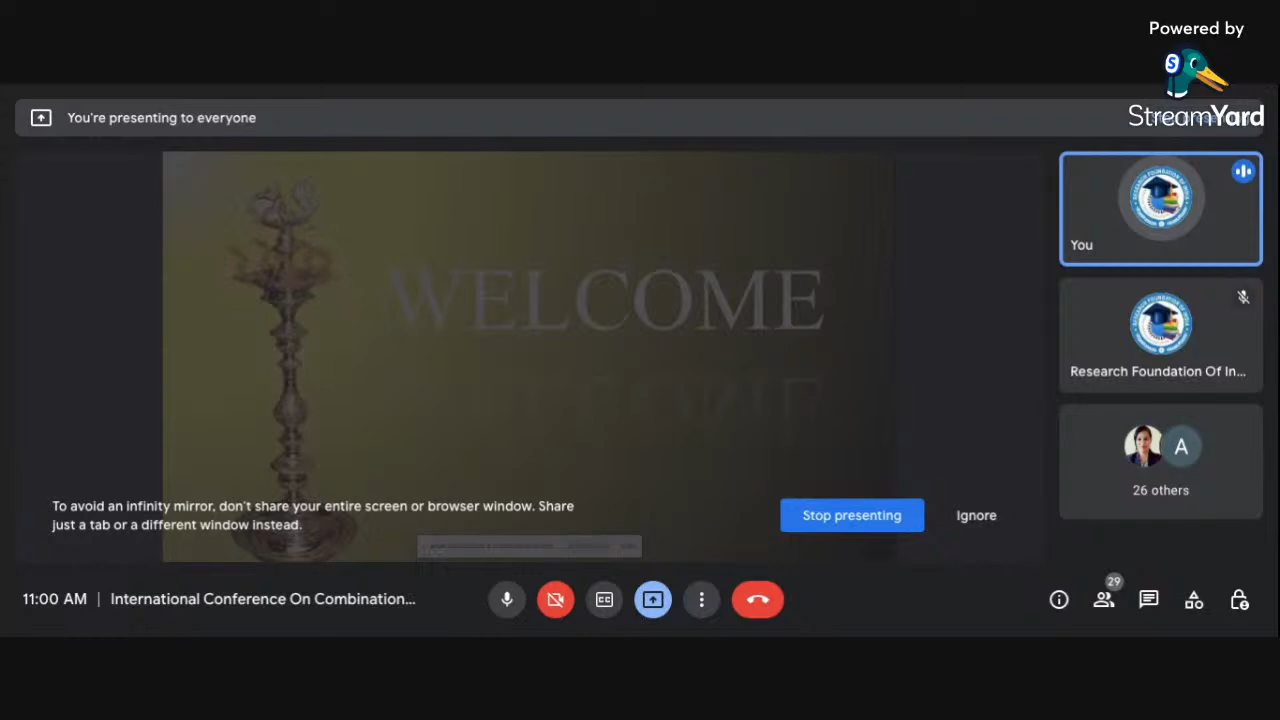 Powered by
S
StreamYard
You're presenting to everyone
You
WELCOME
Research Foundation Of In...
A
26 others
To avoid an infinity mirror, don't share your entire screen or browser window. Share
just a tab or a different window instead.
Stop presenting
Ignore
11:00 AM | International Conference On Combination...
CC
29